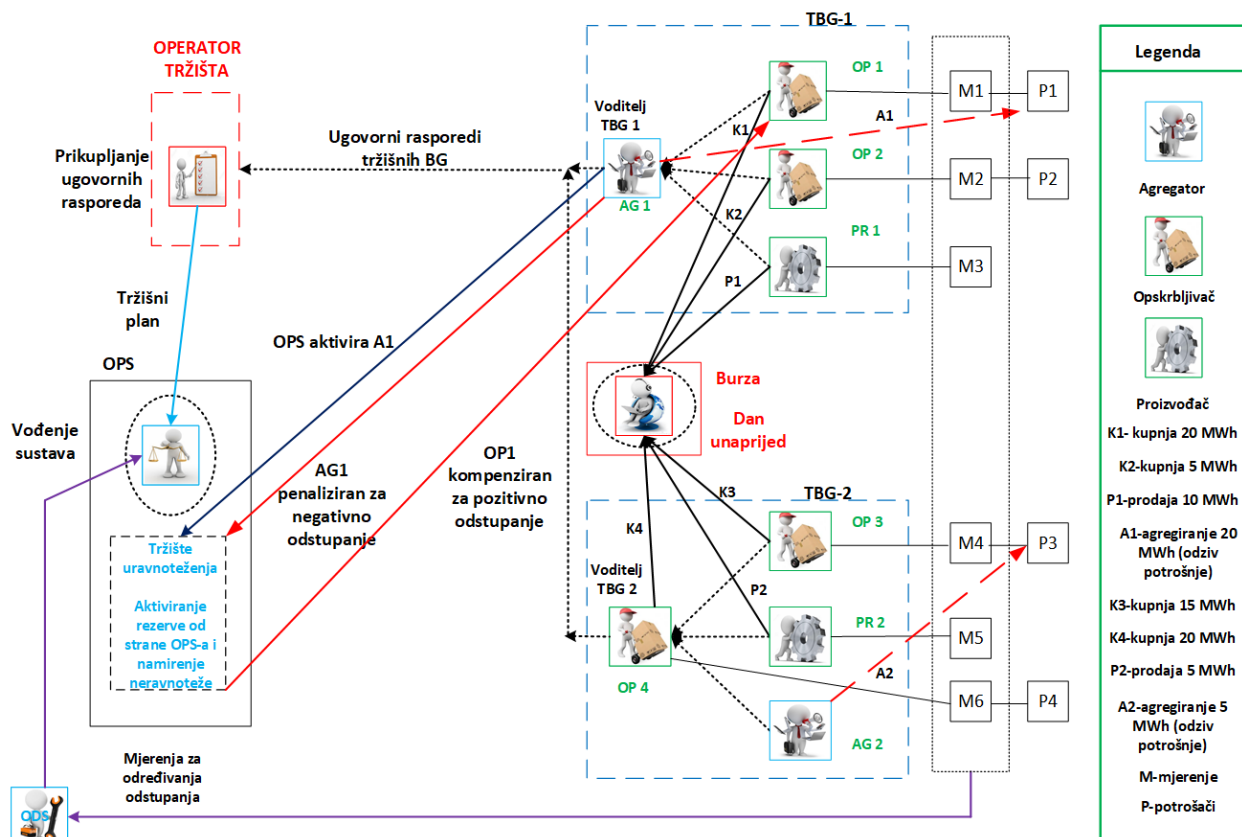 OPERATOR
TRŽIŠTA
Prikupljanje
ugovornih
rasporeda
Ugovorni rasporedi
tržišnih BG
Tržišni
plan
OPS
Vođenje
sustava
Tržište
uravnoteženja
Aktiviranje
rezerve od
strane OPS-a i
namirenje
neravnoteže
Mjerenja za
određivanja
odstupanja
ODS
OPS aktivira A1
AG1
penaliziran za
negativno
odstupanje
OP1
kompenziran
za pozitivno
odstupanje
TBG-1
Voditelj
TBG 1
AG 1
OP 1
OP 2
PR 1
K1
K2
P1
A1
M1
P1
M2
P2
M3
Burza
Dan
unaprijed
TBG-2
Voditelj
TBG 2
OP 4
OP 3
PR 2
AG 2
K3
K4
P2
A2
M4
P3
M5
M6
P4
Legenda
Agregator
Opskrbljivač
Proizvođač
K1- kupnja 20 MWh
K2-kupnja 5 MWh
P1-prodaja 10 MWh
A1-agregiranje 20
MWh (odziv
potrošnje)
K3-kupnja 15 MWh
K4-kupnja 20 MWh
P2-prodaja 5 MWh
A2-agregiranje 5
MWh (odziv
potrošnje)
M-mjerenje
P-potrošači